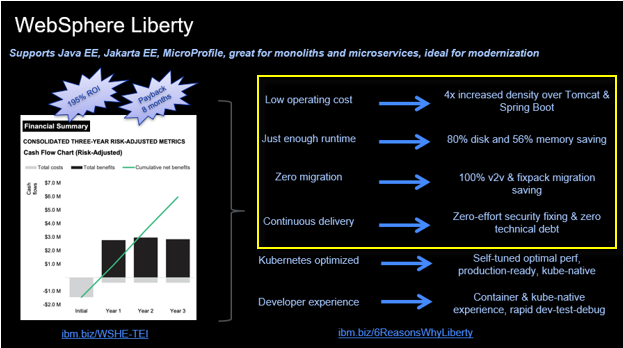 WebSphere Liberty
Supports Java EE, Jakarta EE, MicroProfile, great for monoliths and microservices, ideal for modernization
195% ROI
Payback
8 months
Financial Summary
CONSOLIDATED THREE-YEAR RISK-ADJUSTED METRICS
Cash Flow Chart (Risk-Adjusted)
Total costs
Total benefits
Cumulative net benefits
Cash
flows
$7.0 M
$6.0 M
$5.0 M
$4.0 M
$3.0 M
$2.0 M
$1.0 M
$0.0 M
-$1.0 M
-$2.0 M
Initial
Year 1
Year 2
Year 3
ibm.biz/WSHE-TEI
Low operating cost
4x increased density over Tomcat &
Spring Boot
Just enough runtime
80% disk and 56% memory saving
Zero migration
100% v2v & fixpack migration
saving
Continuous delivery
Zero-effort security fixing & zero
technical debt
Kubernetes optimized
Self-tuned optimal perf,
production-ready, kube-native
Developer experience
Container & kube-native
experience, rapid dev-test-debug
ibm.biz/6ReasonsWhyLiberty